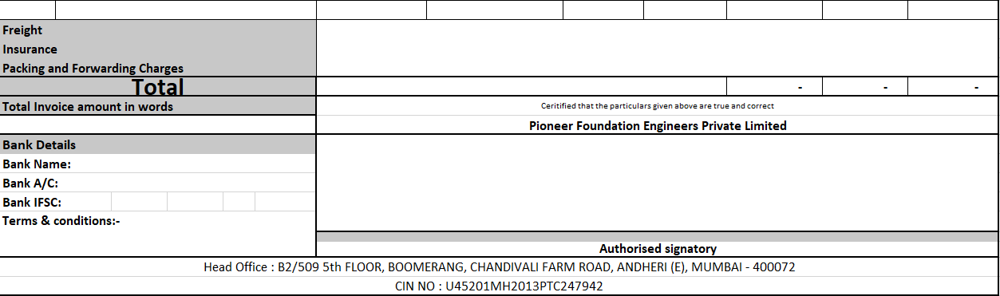 Freight
Insurance
Packing and Forwarding Charges
Total - - -
Total Invoice amount in words
Ceritified that the particulars given above are true and correct
Pioneer Foundation Engineers Private Limited
Bank Details
Bank Name:
Bank A/C:
Bank IFSC:
Terms & conditions:-
Authorised signatory
Head Office : B2/509 5th FLOOR, BOOMERANG, CHANDIVALI FARM ROAD, ANDHERI (E), MUMBAI - 400072
CIN NO : U45201MH2013PTC247942